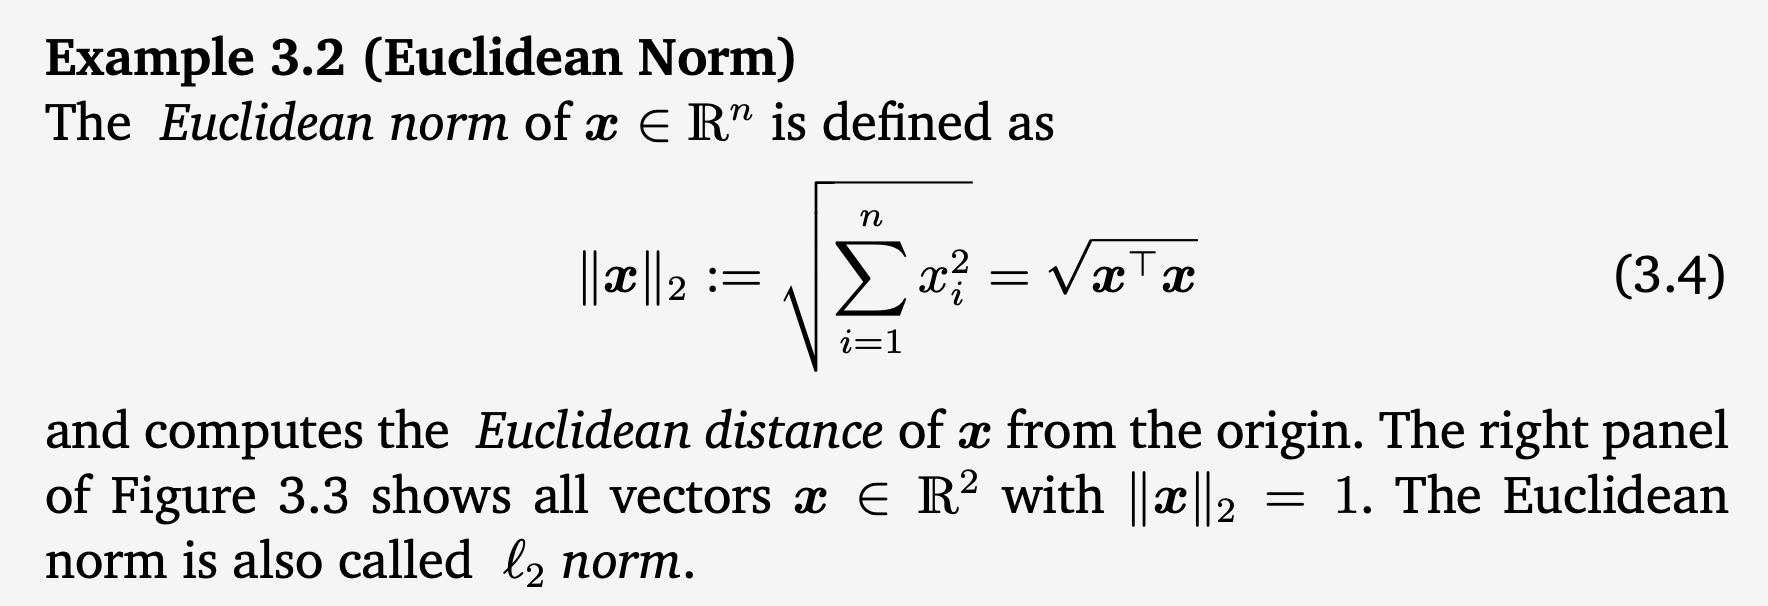 Example 3.2 (Euclidean Norm)
The Euclidean norm of 𝒙 ∈ ℝⁿ is defined as
‖𝒙‖₂ := √(∑ᵢ₌₁ⁿ xᵢ²) = √(𝒙⊤𝒙) (3.4)
and computes the Euclidean distance of 𝒙 from the origin. The right panel
of Figure 3.3 shows all vectors 𝒙 ∈ ℝ² with ‖𝒙‖₂ = 1. The Euclidean
norm is also called ℓ₂ norm.